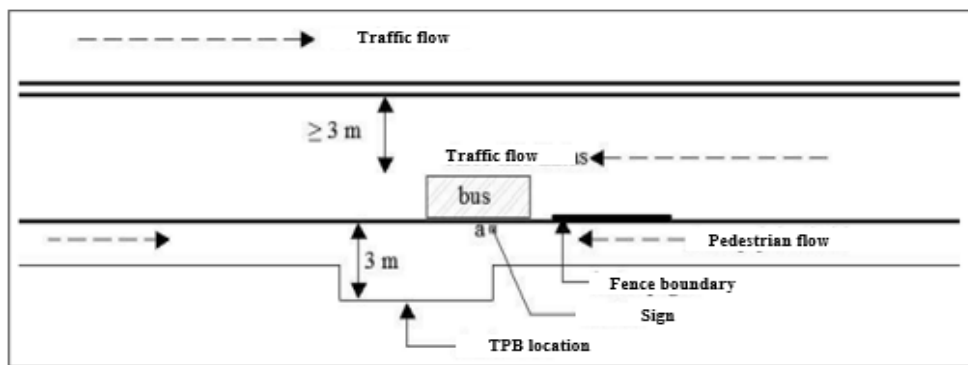 Traffic flow
≥ 3 m
Traffic flow
bus
a
3 m
Pedestrian flow
Fence boundary
Sign
TPB location